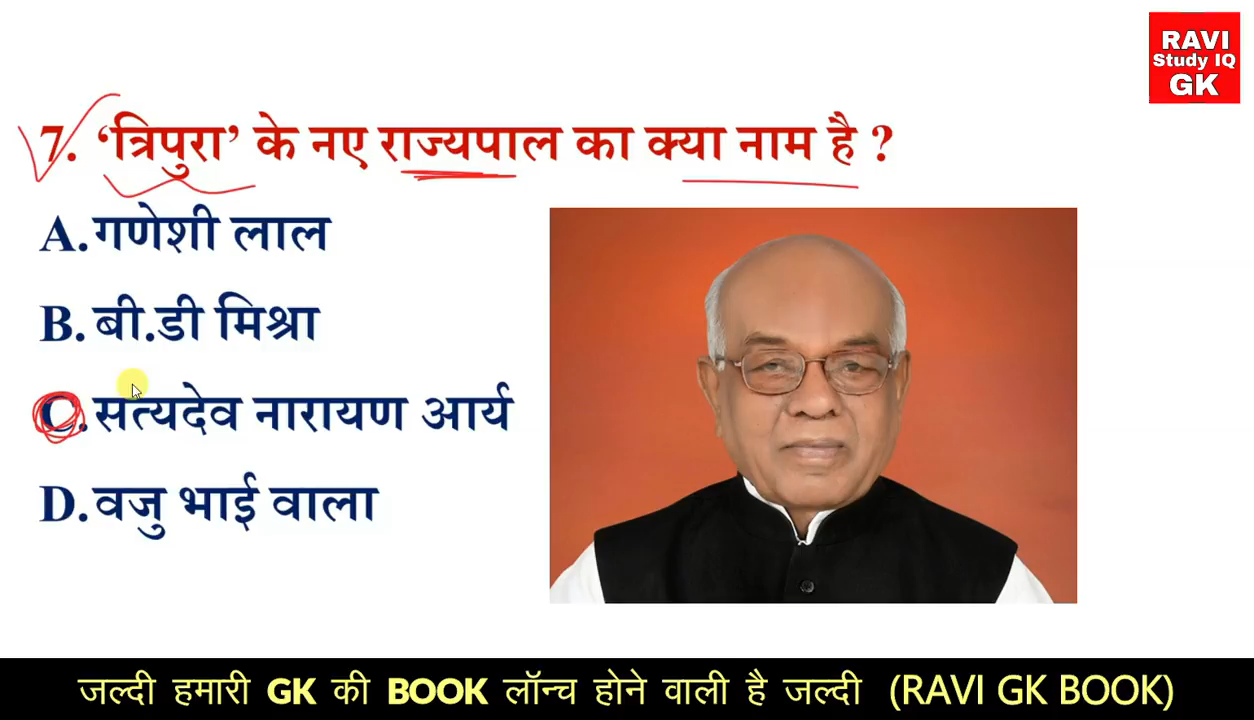 RAVI
Study IQ
GK
7. ‘त्रिपुरा’ के नए राज्यपाल का क्या नाम है ?
A. गणेशी लाल
B. बी.डी मिश्रा
C. सत्यदेव नारायण आर्य
D. वजु भाई वाला
जल्दी हमारी GK की BOOK लॉन्च होने वाली है जल्दी (RAVI GK BOOK)